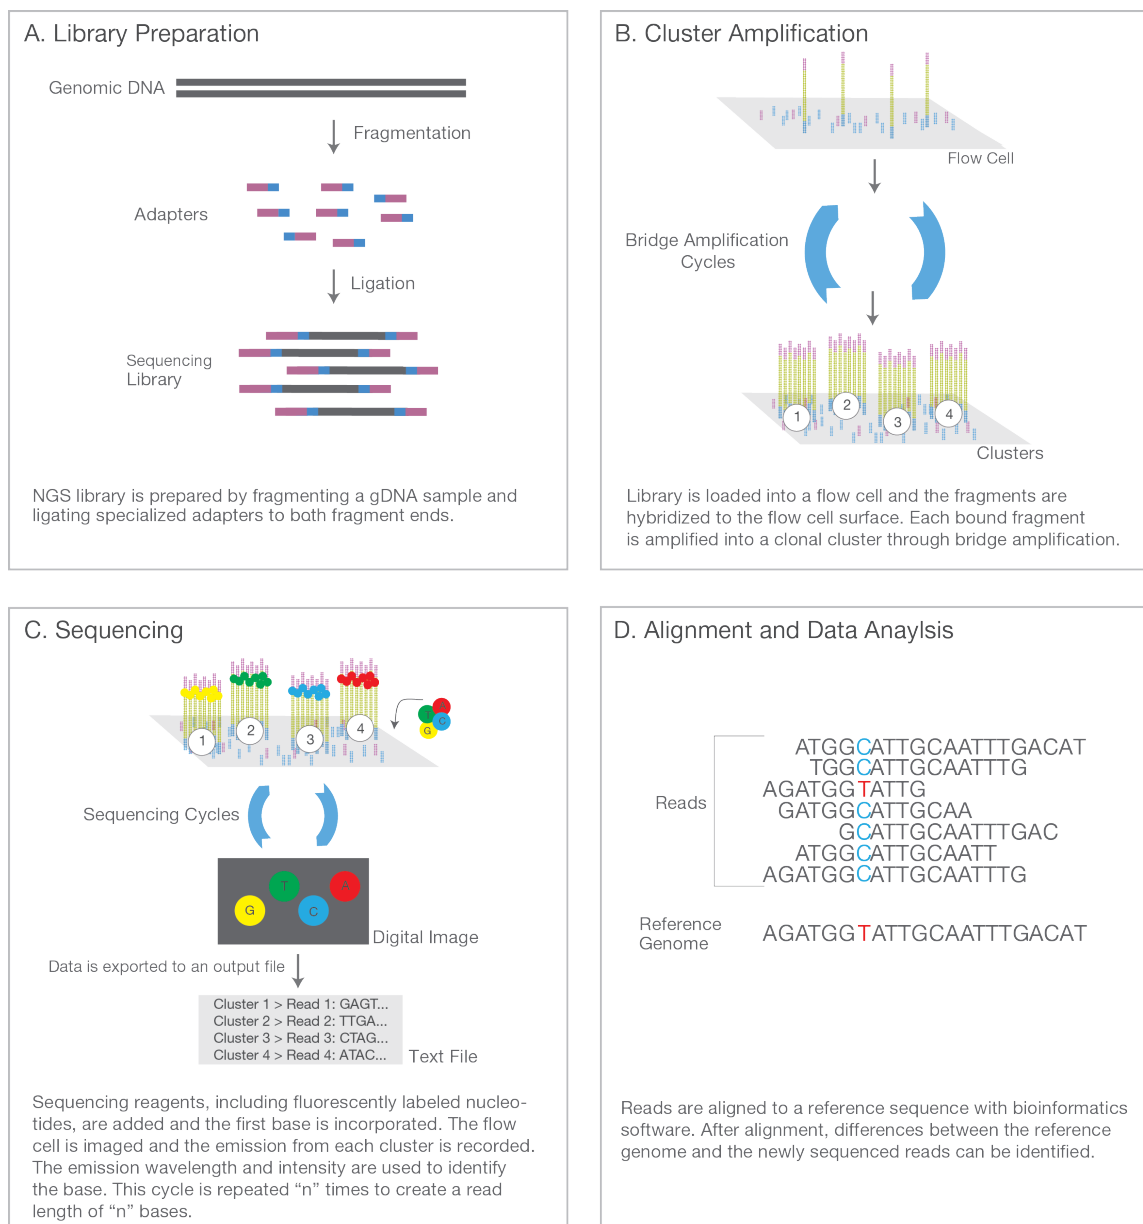 A. Library Preparation
Genomic DNA
Fragmentation
Adapters
Ligation
Sequencing
Library
NGS library is prepared by fragmenting a gDNA sample and
ligating specialized adapters to both fragment ends.
B. Cluster Amplification
Flow Cell
Bridge Amplification
Cycles
1
2
3
4
Clusters
Library is loaded into a flow cell and the fragments are
hybridized to the flow cell surface. Each bound fragment
is amplified into a clonal cluster through bridge amplification.
C. Sequencing
1
2
3
4
A
T
C
G
Sequencing Cycles
T
A
G
C
Digital Image
Data is exported to an output file
Cluster 1 > Read 1: GAGT...
Cluster 2 > Read 2: TTGA...
Cluster 3 > Read 3: CTAG...
Cluster 4 > Read 4: ATAC...
Text File
Sequencing reagents, including fluorescently labeled nucleo-
tides, are added and the first base is incorporated. The flow
cell is imaged and the emission from each cluster is recorded.
The emission wavelength and intensity are used to identify
the base. This cycle is repeated “n” times to create a read
length of “n” bases.
D. Alignment and Data Anaylsis
Reads
ATGGCATTGCAATTTGACAT
TGGCATTGCAATTTG
AGATGGTATTG
GATGGCATTGCAA
GCATTGCAATTTGAC
ATGGCATTGCAATT
AGATGGCATTGCAATTTG
Reference
Genome
AGATGGTATTGCAATTTGACAT
Reads are aligned to a reference sequence with bioinformatics
software. After alignment, differences between the reference
genome and the newly sequenced reads can be identified.